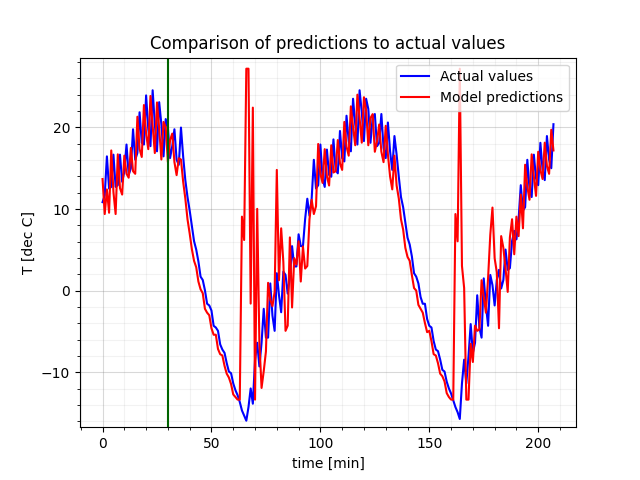 Comparison of predictions to actual values
Actual values
Model predictions
T [dec C]
20
10
0
−10
0
50
100
150
200
time [min]